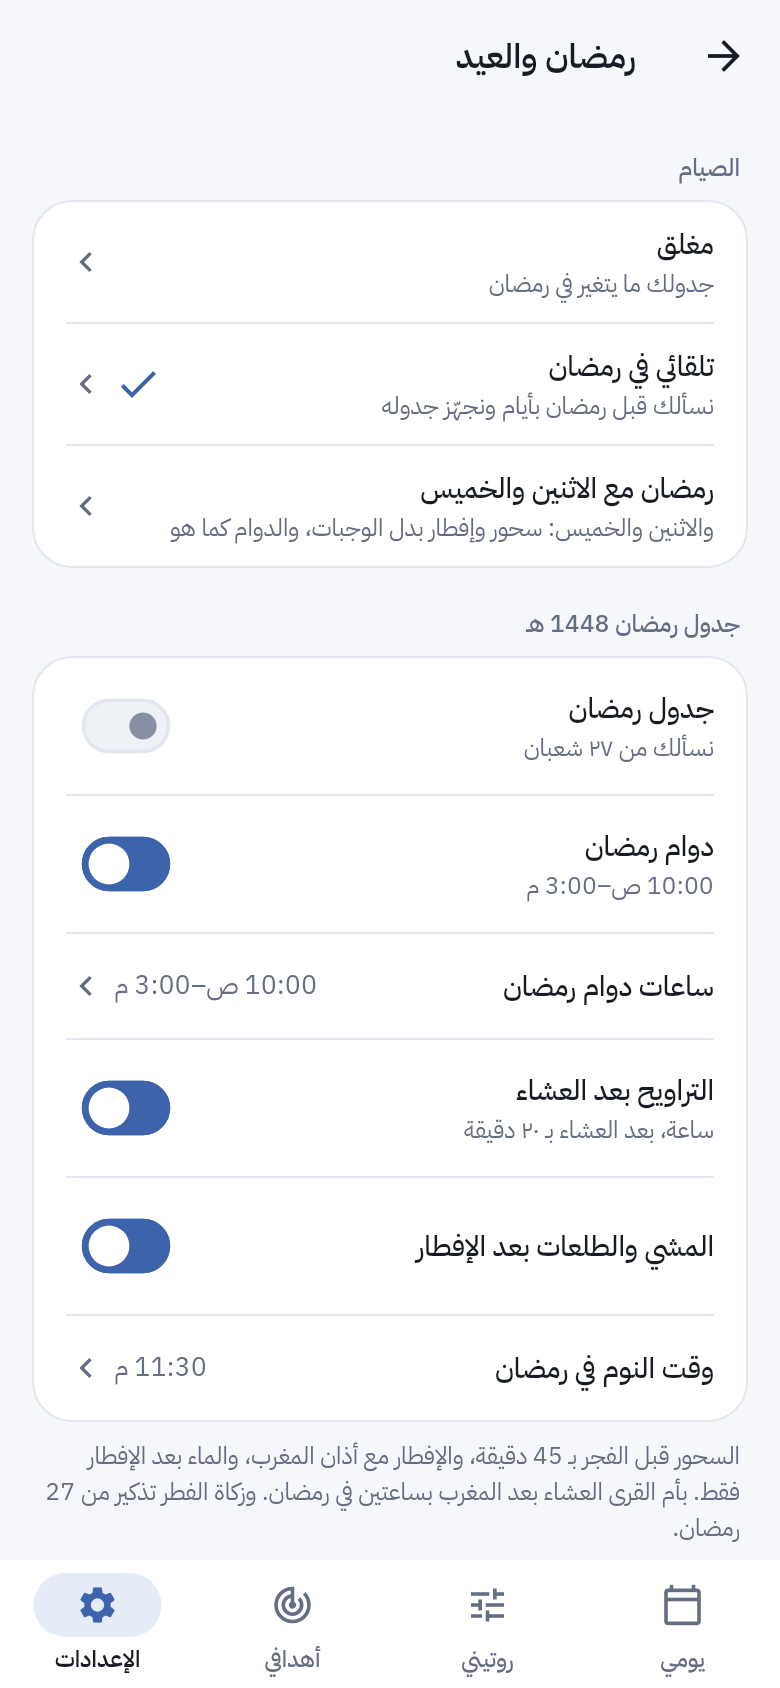 رمضان والعيد
الصيام
مغلق
جدولك ما يتغير في رمضان
تلقائي في رمضان
نسألك قبل رمضان بأيام ونجهّز جدوله
رمضان مع الاثنين والخميس
والاثنين والخميس: سحور وإفطار بدل الوجبات، والدوام كما هو
جدول رمضان 1448 هـ
جدول رمضان
نسألك من ٢٧ شعبان
دوام رمضان
10:00 ص–3:00 م
ساعات دوام رمضان
10:00 ص–3:00 م
التراويح بعد العشاء
ساعة، بعد العشاء بـ ٢٠ دقيقة
المشي والطلعات بعد الإفطار
وقت النوم في رمضان
11:30 م
السحور قبل الفجر بـ 45 دقيقة، والإفطار مع أذان المغرب، والماء بعد الإفطار
فقط. بأم القرى العشاء بعد المغرب بساعتين في رمضان. وزكاة الفطر تذكير من 27
رمضان.
يومي
روتيني
أهدافي
الإعدادات